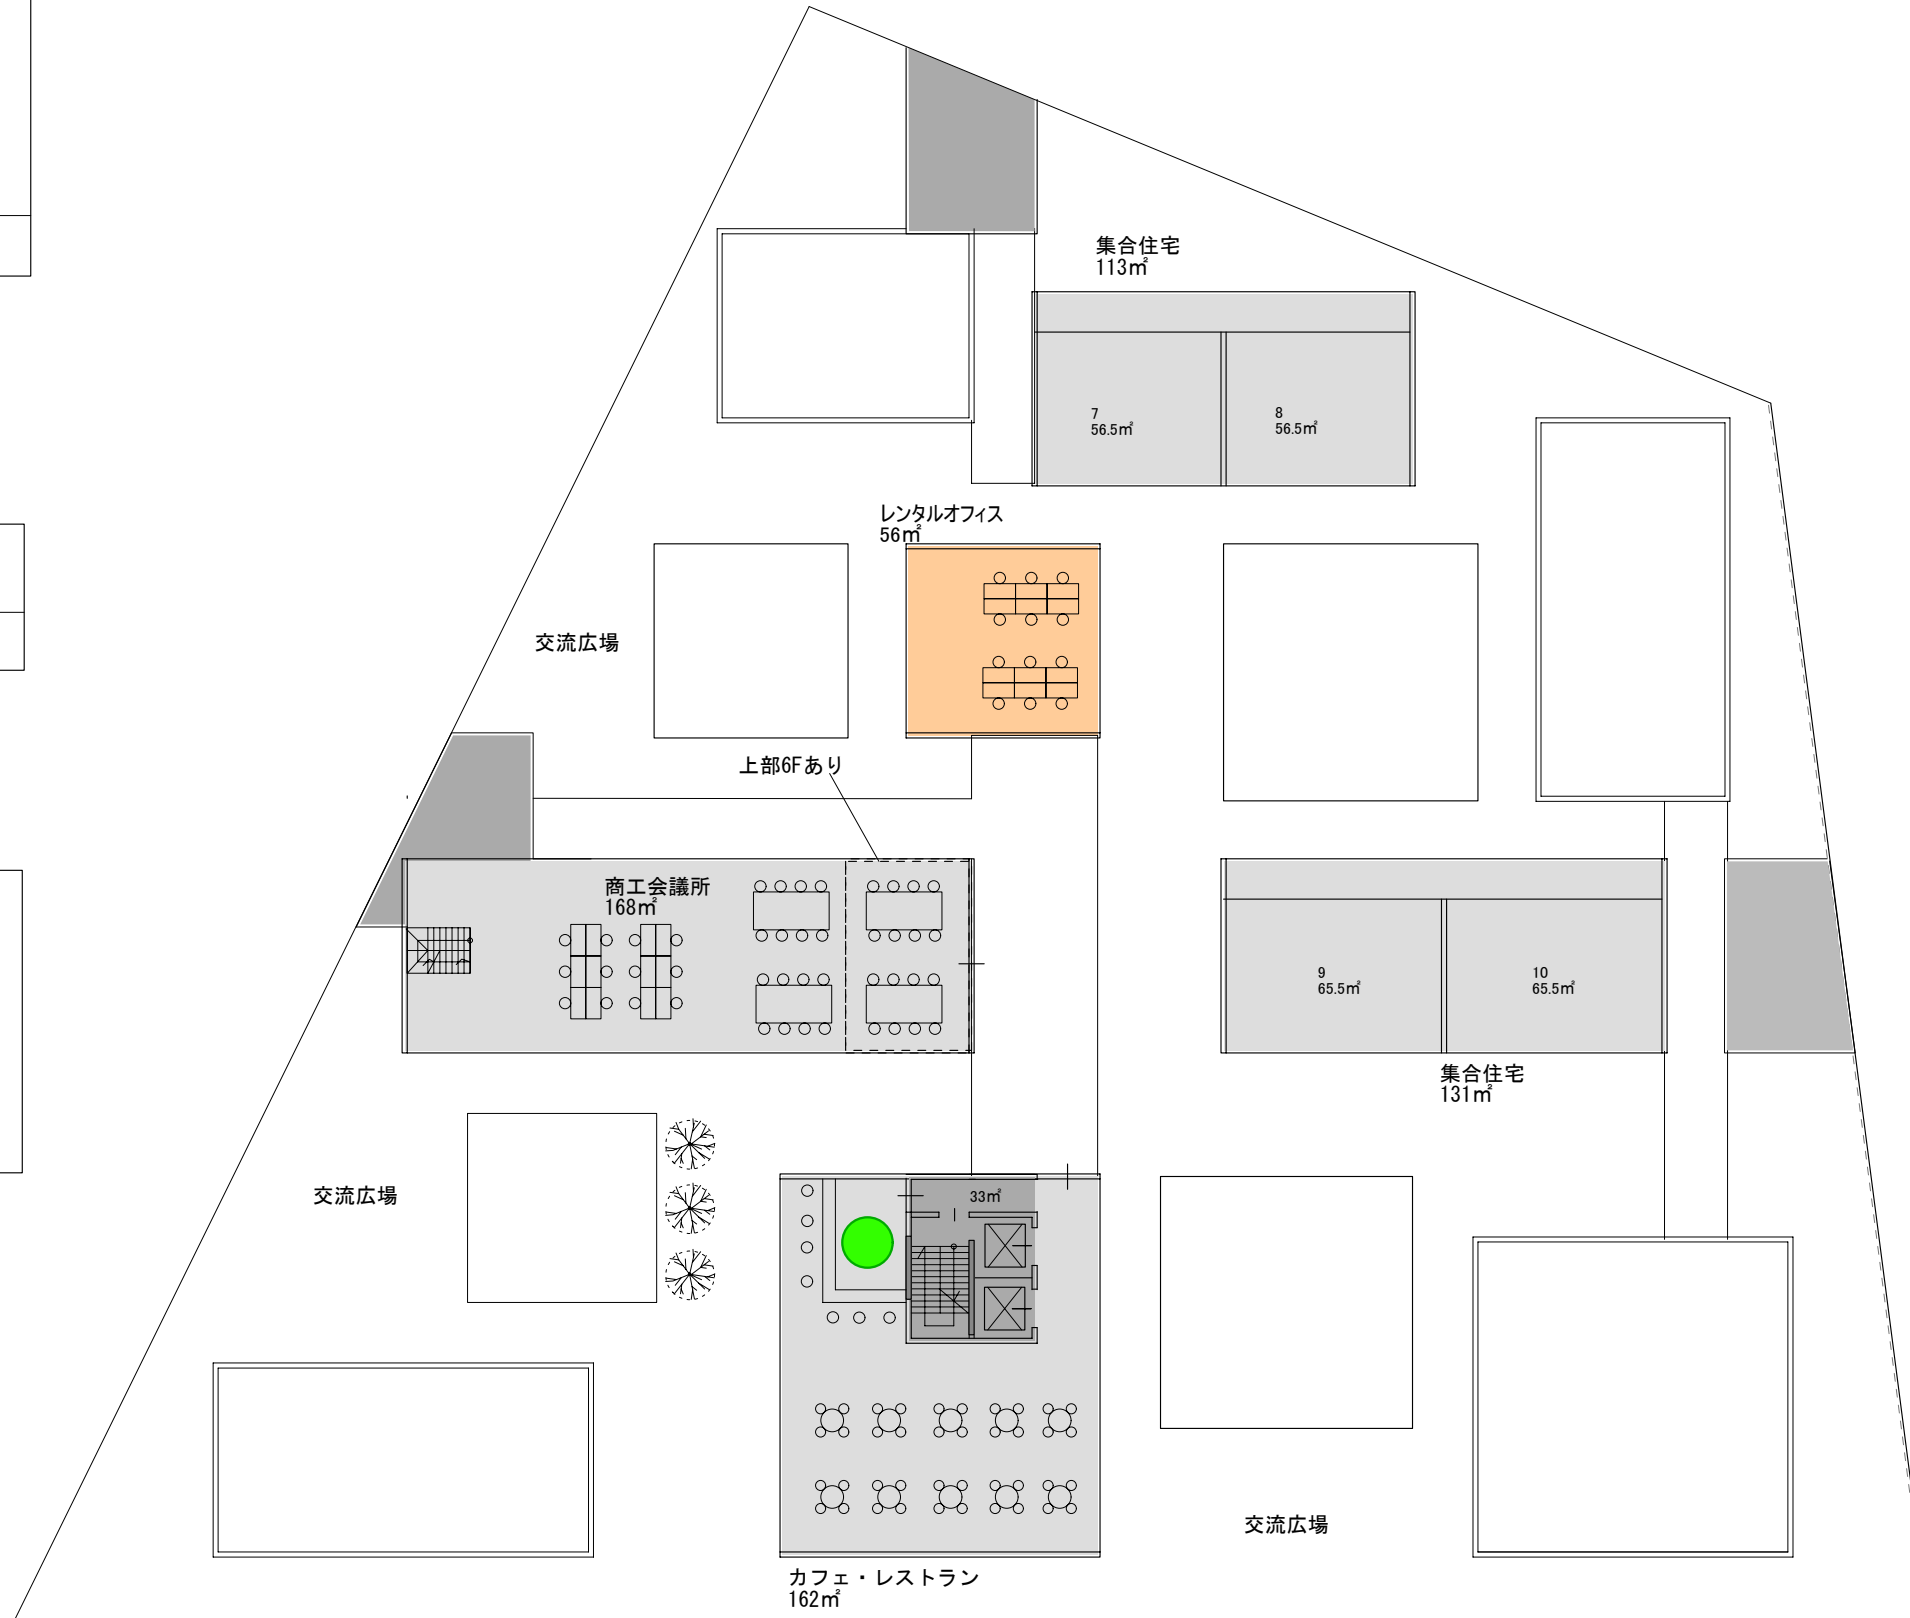 集合住宅
113㎡
7
56.5㎡
8
56.5㎡
レンタルオフィス
56㎡
交流広場
上部6Fあり
商工会議所
168㎡
9
65.5㎡
10
65.5㎡
集合住宅
131㎡
交流広場
33㎡
交流広場
カフェ・レストラン
162㎡